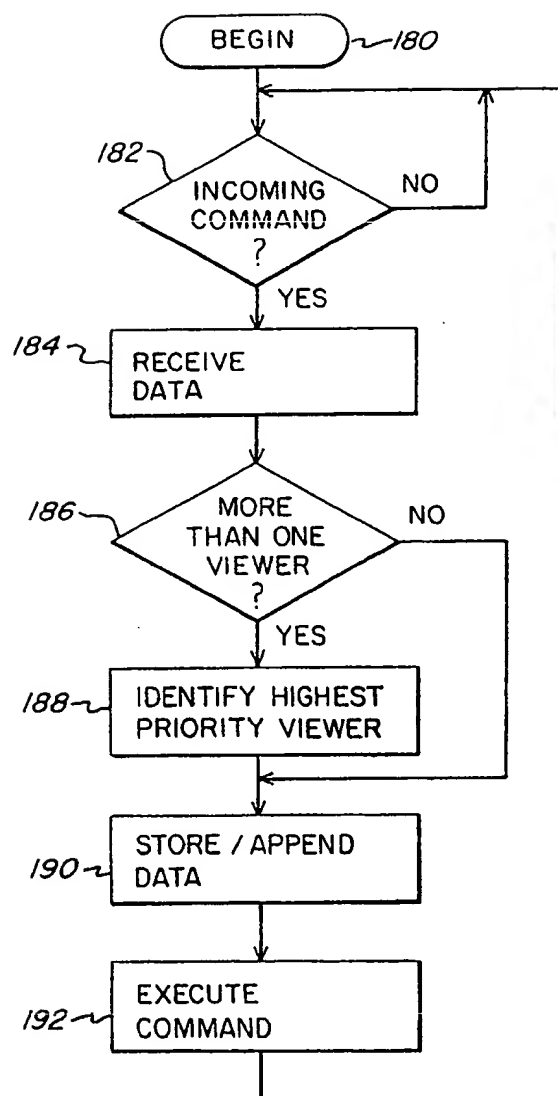 BEGIN
180
182
INCOMING
COMMAND
?
NO
YES
184
RECEIVE
DATA
186
MORE
THAN ONE
VIEWER
?
NO
YES
188
IDENTIFY HIGHEST
PRIORITY VIEWER
190
STORE / APPEND
DATA
192
EXECUTE
COMMAND